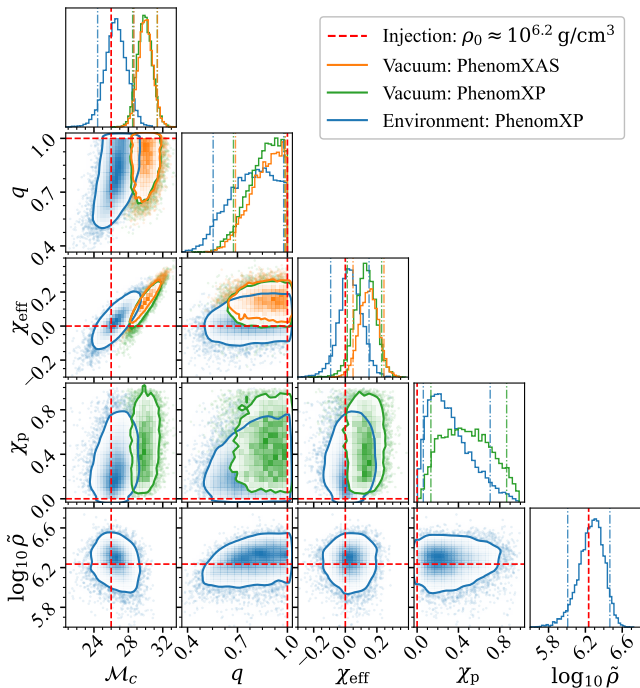 Injection: ρ₀ ≈ 10^6.2 g/cm³
Vacuum: PhenomXAS
Vacuum: PhenomXP
Environment: PhenomXP
1.0
0.7
0.4
q
0.2
0.0
−0.2
χeff
0.8
0.4
0.0
χp
6.6
6.2
5.8
log₁₀ ρ̃
24 28 32 0.4 0.7 1.0 −0.2 0.0 0.2 0.0 0.4 0.8 5.8 6.2 6.6
ℳc q χeff χp log₁₀ ρ̃